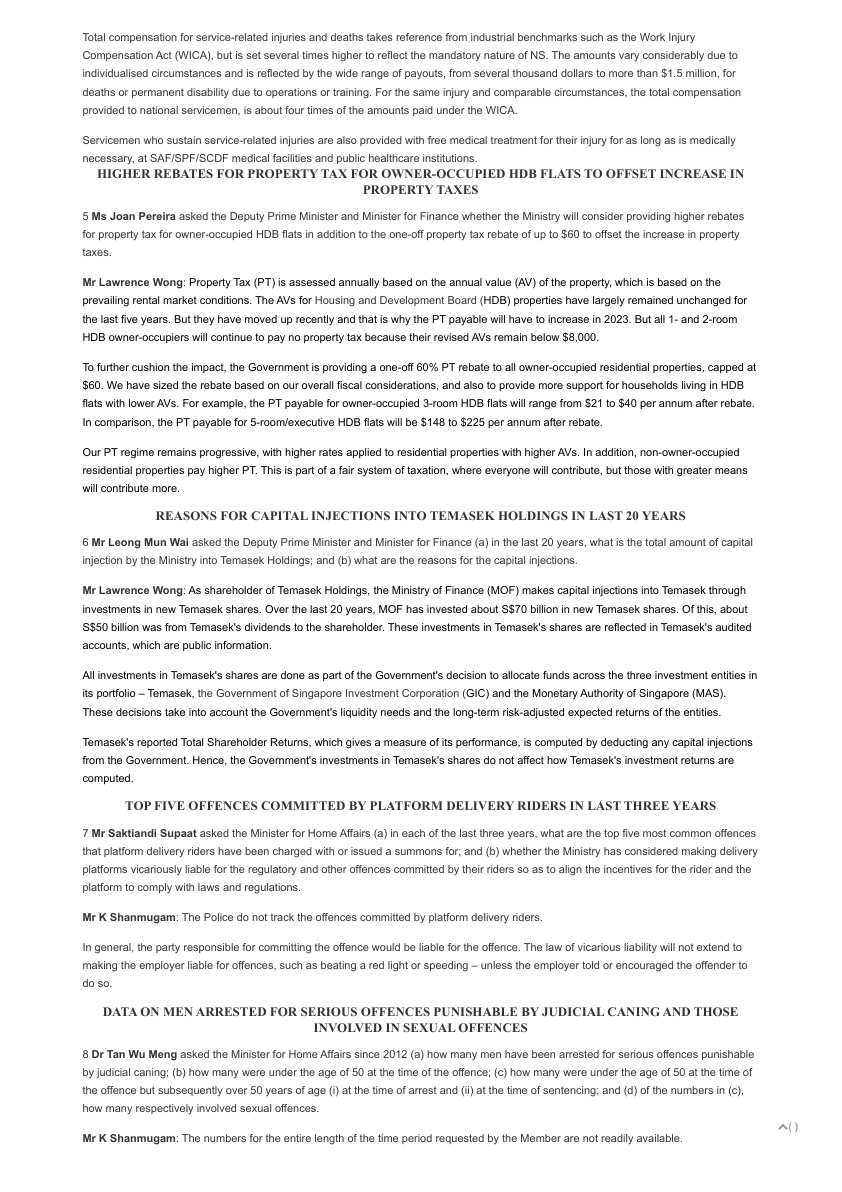 Total compensation for service-related injuries and deaths takes reference from industrial benchmarks such as the Work Injury
Compensation Act (WICA), but is set several times higher to reflect the mandatory nature of NS. The amounts vary considerably due to
individualised circumstances and is reflected by the wide range of payouts, from several thousand dollars to more than $1.5 million, for
deaths or permanent disability due to operations or training. For the same injury and comparable circumstances, the total compensation
provided to national servicemen, is about four times of the amounts paid under the WICA.
Servicemen who sustain service-related injuries are also provided with free medical treatment for their injury for as long as is medically
necessary, at SAF/SPF/SCDF medical facilities and public healthcare institutions.
HIGHER REBATES FOR PROPERTY TAX FOR OWNER-OCCUPIED HDB FLATS TO OFFSET INCREASE IN
PROPERTY TAXES
5 Ms Joan Pereira asked the Deputy Prime Minister and Minister for Finance whether the Ministry will consider providing higher rebates
for property tax for owner-occupied HDB flats in addition to the one-off property tax rebate of up to $60 to offset the increase in property
taxes.
Mr Lawrence Wong: Property Tax (PT) is assessed annually based on the annual value (AV) of the property, which is based on the
prevailing rental market conditions. The AVs for Housing and Development Board (HDB) properties have largely remained unchanged for
the last five years. But they have moved up recently and that is why the PT payable will have to increase in 2023. But all 1- and 2-room
HDB owner-occupiers will continue to pay no property tax because their revised AVs remain below $8,000.
To further cushion the impact, the Government is providing a one-off 60% PT rebate to all owner-occupied residential properties, capped at
$60. We have sized the rebate based on our overall fiscal considerations, and also to provide more support for households living in HDB
flats with lower AVs. For example, the PT payable for owner-occupied 3-room HDB flats will range from $21 to $40 per annum after rebate.
In comparison, the PT payable for 5-room/executive HDB flats will be $148 to $225 per annum after rebate.
Our PT regime remains progressive, with higher rates applied to residential properties with higher AVs. In addition, non-owner-occupied
residential properties pay higher PT. This is part of a fair system of taxation, where everyone will contribute, but those with greater means
will contribute more.
REASONS FOR CAPITAL INJECTIONS INTO TEMASEK HOLDINGS IN LAST 20 YEARS
6 Mr Leong Mun Wai asked the Deputy Prime Minister and Minister for Finance (a) in the last 20 years, what is the total amount of capital
injection by the Ministry into Temasek Holdings; and (b) what are the reasons for the capital injections.
Mr Lawrence Wong: As shareholder of Temasek Holdings, the Ministry of Finance (MOF) makes capital injections into Temasek through
investments in new Temasek shares. Over the last 20 years, MOF has invested about S$70 billion in new Temasek shares. Of this, about
S$50 billion was from Temasek's dividends to the shareholder. These investments in Temasek's shares are reflected in Temasek's audited
accounts, which are public information.
All investments in Temasek's shares are done as part of the Government's decision to allocate funds across the three investment entities in
its portfolio – Temasek, the Government of Singapore Investment Corporation (GIC) and the Monetary Authority of Singapore (MAS).
These decisions take into account the Government's liquidity needs and the long-term risk-adjusted expected returns of the entities.
Temasek's reported Total Shareholder Returns, which gives a measure of its performance, is computed by deducting any capital injections
from the Government. Hence, the Government's investments in Temasek's shares do not affect how Temasek's investment returns are
computed.
TOP FIVE OFFENCES COMMITTED BY PLATFORM DELIVERY RIDERS IN LAST THREE YEARS
7 Mr Saktiandi Supaat asked the Minister for Home Affairs (a) in each of the last three years, what are the top five most common offences
that platform delivery riders have been charged with or issued a summons for; and (b) whether the Ministry has considered making delivery
platforms vicariously liable for the regulatory and other offences committed by their riders so as to align the incentives for the rider and the
platform to comply with laws and regulations.
Mr K Shanmugam: The Police do not track the offences committed by platform delivery riders.
In general, the party responsible for committing the offence would be liable for the offence. The law of vicarious liability will not extend to
making the employer liable for offences, such as beating a red light or speeding – unless the employer told or encouraged the offender to
do so.
DATA ON MEN ARRESTED FOR SERIOUS OFFENCES PUNISHABLE BY JUDICIAL CANING AND THOSE
INVOLVED IN SEXUAL OFFENCES
8 Dr Tan Wu Meng asked the Minister for Home Affairs since 2012 (a) how many men have been arrested for serious offences punishable
by judicial caning; (b) how many were under the age of 50 at the time of the offence; (c) how many were under the age of 50 at the time of
the offence but subsequently over 50 years of age (i) at the time of arrest and (ii) at the time of sentencing; and (d) of the numbers in (c),
how many respectively involved sexual offences.
( )
Mr K Shanmugam: The numbers for the entire length of the time period requested by the Member are not readily available.